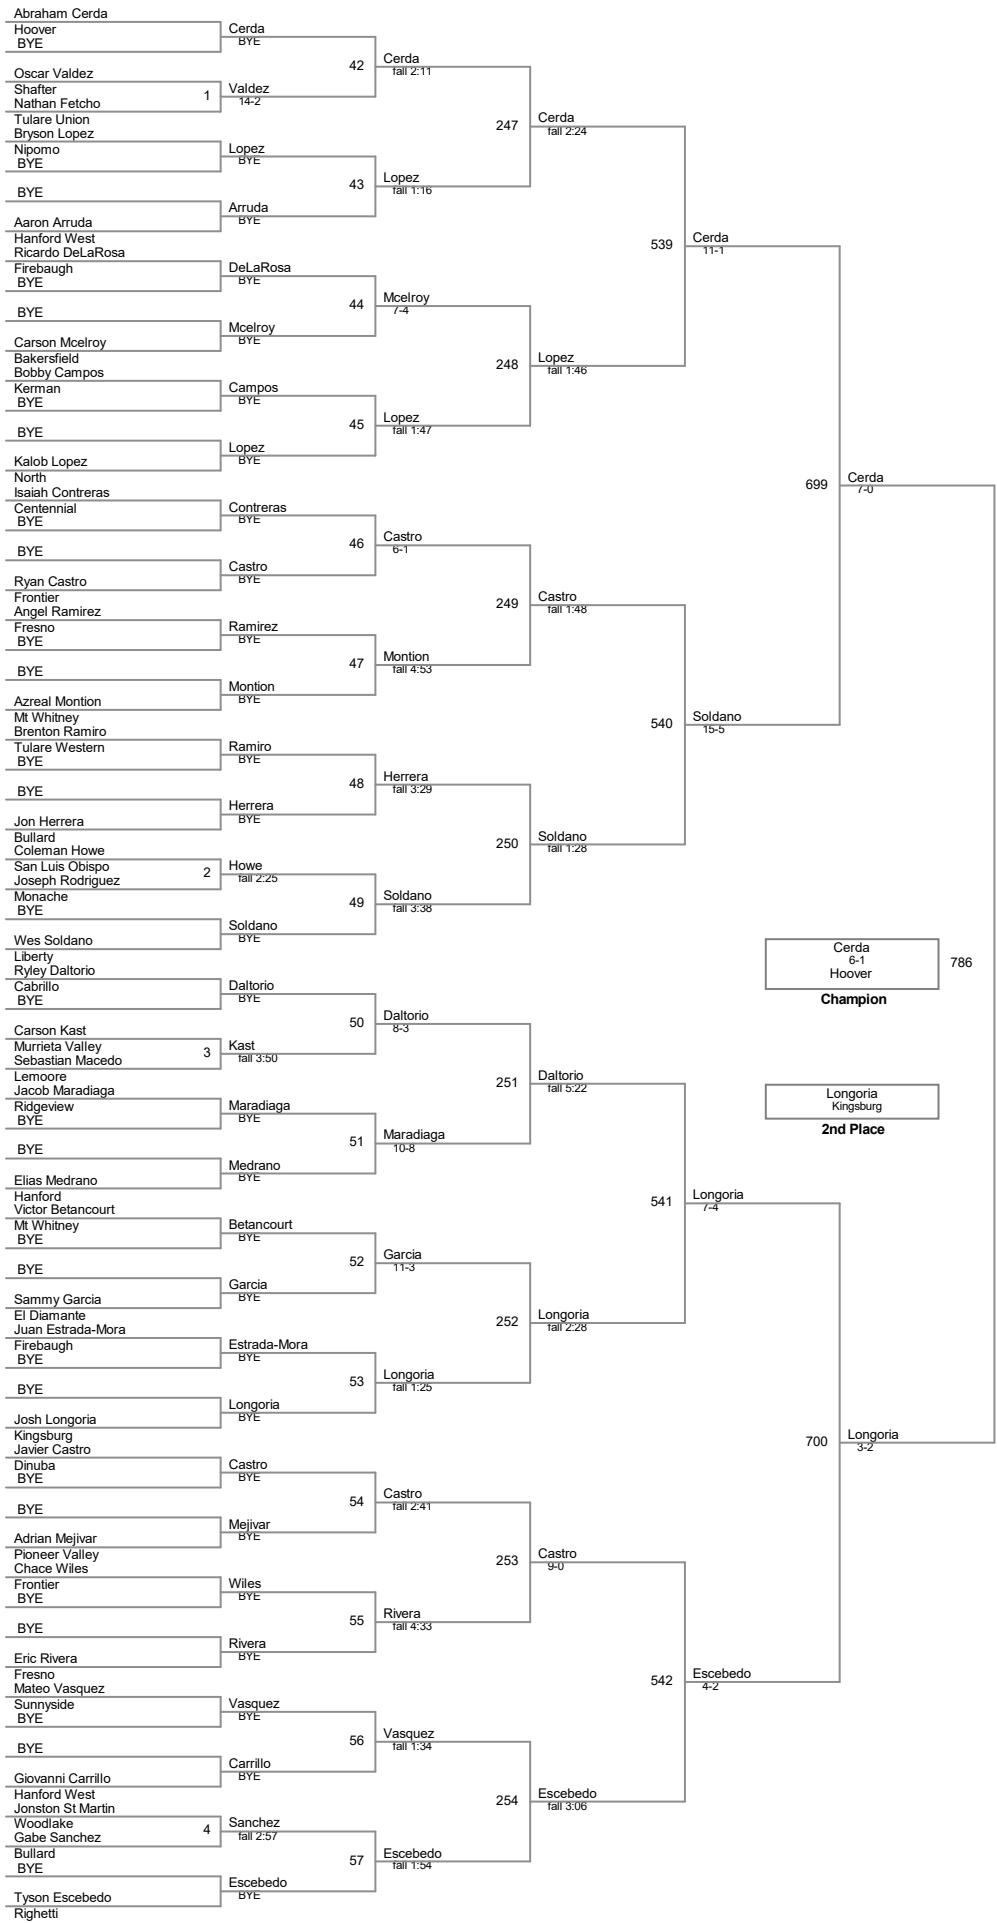 Abraham Cerda
Hoover
BYE
Cerda
BYE
42
Cerda
fall 2:11
Oscar Valdez
Shafter
1
Valdez
14-2
Nathan Fetcho
Tulare Union
247
Cerda
fall 2:24
Bryson Lopez
Nipomo
BYE
Lopez
BYE
43
Lopez
fall 1:16
BYE
Arruda
BYE
Aaron Arruda
Hanford West
539
Cerda
11-1
Ricardo DeLaRosa
Firebaugh
BYE
DeLaRosa
BYE
44
Mcelroy
7-4
BYE
Mcelroy
BYE
Carson Mcelroy
Bakersfield
248
Lopez
fall 1:46
Bobby Campos
Kerman
BYE
Campos
BYE
45
Lopez
fall 1:47
BYE
Lopez
BYE
Kalob Lopez
North
699
Cerda
7-0
Isaiah Contreras
Centennial
BYE
Contreras
BYE
46
Castro
6-1
BYE
Castro
BYE
Ryan Castro
Frontier
249
Castro
fall 1:48
Angel Ramirez
Fresno
BYE
Ramirez
BYE
47
Montion
fall 4:53
BYE
Montion
BYE
Azreal Montion
Mt Whitney
540
Soldano
15-5
Brenton Ramiro
Tulare Western
BYE
Ramiro
BYE
48
Herrera
fall 3:29
BYE
Herrera
BYE
Jon Herrera
Bullard
250
Soldano
fall 1:28
Coleman Howe
San Luis Obispo
2
Howe
fall 2:25
Joseph Rodriguez
Monache
49
Soldano
fall 3:38
BYE
Soldano
BYE
Wes Soldano
Liberty
Cerda
6-1
Hoover
786
Champion
Ryley Daltorio
Cabrillo
BYE
Daltorio
BYE
50
Daltorio
8-3
Carson Kast
Murrieta Valley
3
Kast
fall 3:50
Sebastian Macedo
Lemoore
251
Daltorio
fall 5:22
Longoria
Kingsburg
2nd Place
Jacob Maradiaga
Ridgeview
BYE
Maradiaga
BYE
51
Maradiaga
10-8
BYE
Medrano
BYE
Elias Medrano
Hanford
541
Longoria
7-4
Victor Betancourt
Mt Whitney
BYE
Betancourt
BYE
52
Garcia
11-3
BYE
Garcia
BYE
Sammy Garcia
El Diamante
252
Longoria
fall 2:28
Juan Estrada-Mora
Firebaugh
BYE
Estrada-Mora
BYE
53
Longoria
fall 1:25
BYE
Longoria
BYE
Josh Longoria
Kingsburg
700
Longoria
3-2
Javier Castro
Dinuba
BYE
Castro
BYE
54
Castro
fall 2:41
BYE
Mejivar
BYE
Adrian Mejivar
Pioneer Valley
253
Castro
9-0
Chace Wiles
Frontier
BYE
Wiles
BYE
55
Rivera
fall 4:33
BYE
Rivera
BYE
Eric Rivera
Fresno
542
Escebedo
4-2
Mateo Vasquez
Sunnyside
BYE
Vasquez
BYE
56
Vasquez
fall 1:34
BYE
Carrillo
BYE
Giovanni Carrillo
Hanford West
254
Escebedo
fall 3:06
Jonston St Martin
Woodlake
4
Sanchez
fall 2:57
Gabe Sanchez
Bullard
57
Escebedo
fall 1:54
BYE
Escebedo
BYE
Tyson Escebedo
Righetti